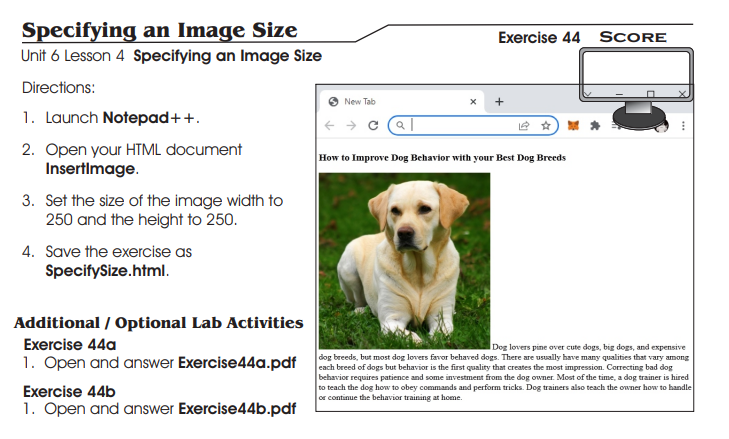 Specifying an Image Size
Exercise 44 SCORE
Unit 6 Lesson 4 Specifying an Image Size
Directions:
1. Launch Notepad++.
2. Open your HTML document
InsertImage.
3. Set the size of the image width to
250 and the height to 250.
4. Save the exercise as
SpecifySize.html.
Additional / Optional Lab Activities
Exercise 44a
1. Open and answer Exercise44a.pdf
Exercise 44b
1. Open and answer Exercise44b.pdf
New Tab
How to Improve Dog Behavior with your Best Dog Breeds
Dog lovers pine over cute dogs, big dogs, and expensive
dog breeds, but most dog lovers favor behaved dogs. There are usually have many qualities that vary among
each breed of dogs but behavior is the first quality that creates the most impression. Correcting bad dog
behavior requires patience and some investment from the dog owner. Most of the time, a dog trainer is hired
to teach the dog how to obey commands and perform tricks. Dog trainers also teach the owner how to handle
or continue the behavior training at home.